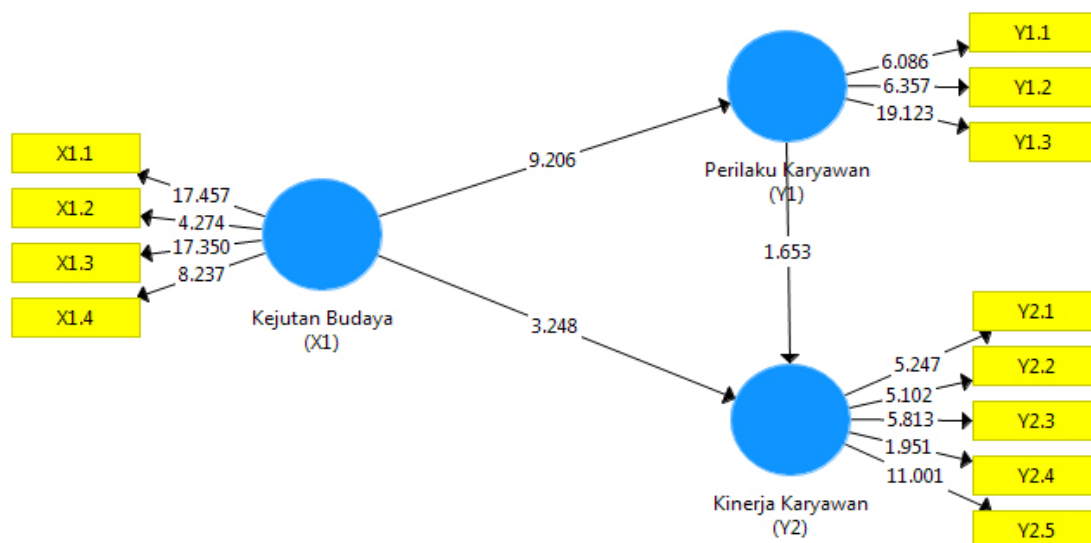 X1.1
X1.2
X1.3
X1.4
17.457
4.274
17.350
8.237
Kejutan Budaya
(X1)
9.206
3.248
Perilaku Karyawan
(Y1)
1.653
6.086
6.357
19.123
Y1.1
Y1.2
Y1.3
Kinerja Karyawan
(Y2)
5.247
5.102
5.813
1.951
11.001
Y2.1
Y2.2
Y2.3
Y2.4
Y2.5